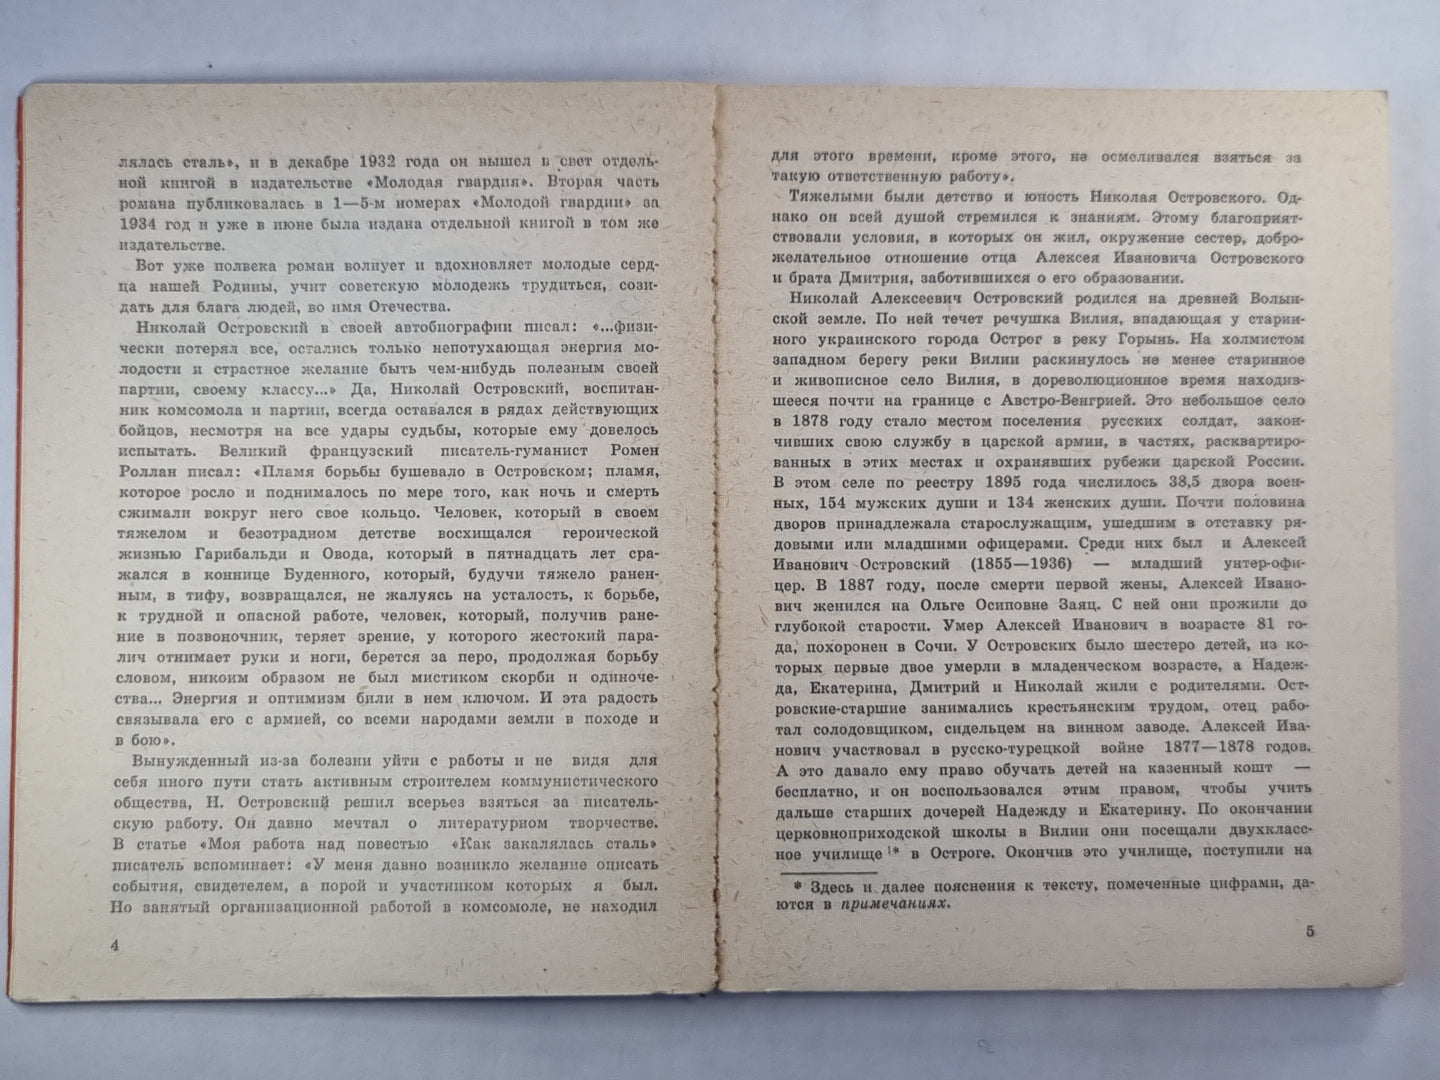 лялась сталь», и в декабре 1932 года он вышел в свет отдель-
ной книгой в издательстве «Молодая гвардия». Вторая часть
романа публиковалась в 1—5-м номерах «Молодой гвардии» за
1934 год и уже в июне была издана отдельной книгой в том же
издательстве.
Вот уже полвека роман волнует и вдохновляет молодые серд-
ца нашей Родины, учит советскую молодежь трудиться, сози-
дать для блага людей, во имя Отечества.
Николай Островский в своей автобиографии писал: «...физи-
чески потерял все, остались только непотухающая энергия мо-
лодости и страстное желание быть чем-нибудь полезным своей
партии, своему классу...» Да, Николай Островский, воспитан-
ник комсомола и партии, всегда оставался в рядах действующих
бойцов, несмотря на все удары судьбы, которые ему довелось
испытать. Великий французский писатель-гуманист Ромен
Роллан писал: «Пламя борьбы бушевало в Островском; пламя,
которое росло и поднималось по мере того, как ночь и смерть
сжимали вокруг него свое кольцо. Человек, который в своем
тяжелом и безотрадном детстве восхищался героической
жизнью Гарибальди и Овода, который в пятнадцать лет сра-
жался в коннице Буденного, который, будучи тяжело ранен-
ным, в тифу, возвращался, не жалуясь на усталость, к борьбе,
к трудной и опасной работе, человек, который, получив ране-
ние в позвоночник, теряет зрение, у которого жестокий пара-
лич отнимает руки и ноги, берется за перо, продолжая борьбу
словом, никоим образом не был мистиком скорби и одиноче-
ства... Энергия и оптимизм били в нем ключом. И эта радость
связывала его с армией, со всеми народами земли в походе и
в бою».
Вынужденный из-за болезни уйти с работы и не видя для
себя иного пути стать активным строителем коммунистического
общества, Н. Островский решил всерьез взяться за писатель-
скую работу. Он давно мечтал о литературном творчестве.
В статье «Моя работа над повестью «Как закалялась сталь»
писатель вспоминает: «У меня давно возникло желание описать
события, свидетелем, а порой и участником которых я был.
Но занятый организационной работой в комсомоле, не находил
4
для этого времени, кроме этого, не осмеливался взяться за
такую ответственную работу».
Тяжелыми были детство и юность Николая Островского. Од-
нако он всей душой стремился к знаниям. Этому благоприят-
ствовали условия, в которых он жил, окружение сестер, добро-
желательное отношение отца Алексея Ивановича Островского
и брата Дмитрия, заботившихся о его образовании.
Николай Алексеевич Островский родился на древней Волын-
ской земле. По ней течет речушка Вилия, впадающая у старин-
ного украинского города Острог в реку Горынь. На холмистом
западном берегу реки Вилии раскинулось не менее старинное
и живописное село Вилия, в дореволюционное время находив-
шееся почти на границе с Австро-Венгрией. Это небольшое село
в 1878 году стало местом поселения русских солдат, закон-
чивших свою службу в царской армии, в частях, расквартиро-
ванных в этих местах и охранявших рубежи царской России.
В этом селе по реестру 1895 года числилось 38,5 двора воен-
ных, 154 мужских души и 134 женских души. Почти половина
дворов принадлежала старослужащим, ушедшим в отставку ря-
довыми или младшими офицерами. Среди них был и Алексей
Иванович Островский (1855—1936) — младший унтер-офи-
цер. В 1887 году, после смерти первой жены, Алексей Ивано-
вич женился на Ольге Осиповне Заяц. С ней они прожили до
глубокой старости. Умер Алексей Иванович в возрасте 81 го-
да, похоронен в Сочи. У Островских было шестеро детей, из ко-
торых первые двое умерли в младенческом возрасте, а Надеж-
да, Екатерина, Дмитрий и Николай жили с родителями. Ост-
ровские-старшие занимались крестьянским трудом, отец рабо-
тал солодовщиком, сидельцем на винном заводе. Алексей Ива-
нович участвовал в русско-турецкой войне 1877—1878 годов.
А это давало ему право обучать детей на казенный кошт —
бесплатно, и он воспользовался этим правом, чтобы учить
дальше старших дочерей Надежду и Екатерину. По окончании
церковноприходской школы в Вилии они посещали двухкласс-
ное училище ¹* в Остроге. Окончив это училище, поступили на
* Здесь и далее пояснения к тексту, помеченные цифрами, да-
ются в примечаниях.
5